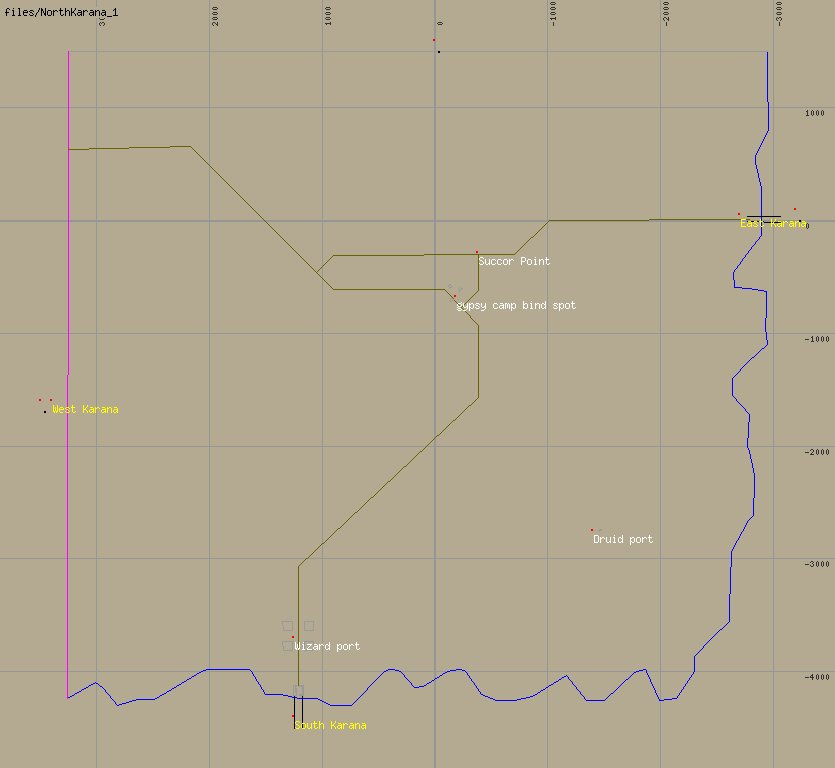 files/NorthKarana_1
2000
0
-1000
-2000
-3000
1000
East Karana
0
Succor Point
gypsy camp bind spot
-1000
West Karana
-2000
Druid port
-3000
Wizard port
-4000
South Karana